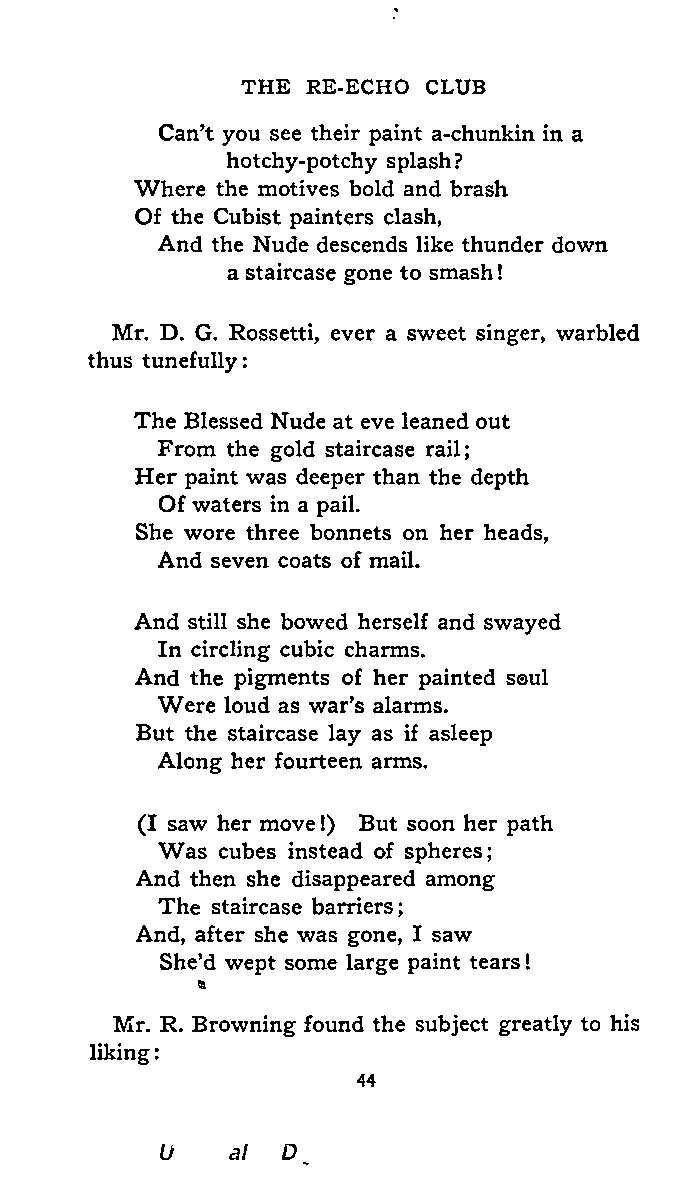 THE RE-ECHO CLUB
Can't you see their paint a-chunkin in a
hotchy-potchy splash?
Where the motives bold and brash
Of the Cubist painters clash,
And the Nude descends like thunder down
a staircase gone to smash!
Mr. D. G. Rossetti, ever a sweet singer, warbled
thus tunefully:
The Blessed Nude at eve leaned out
From the gold staircase rail;
Her paint was deeper than the depth
Of waters in a pail.
She wore three bonnets on her heads,
And seven coats of mail.
And still she bowed herself and swayed
In circling cubic charms.
And the pigments of her painted soul
Were loud as war's alarms.
But the staircase lay as if asleep
Along her fourteen arms.
(I saw her move!) But soon her path
Was cubes instead of spheres;
And then she disappeared among
The staircase barriers;
And, after she was gone, I saw
She'd wept some large paint tears!
Mr. R. Browning found the subject greatly to his
liking:
44